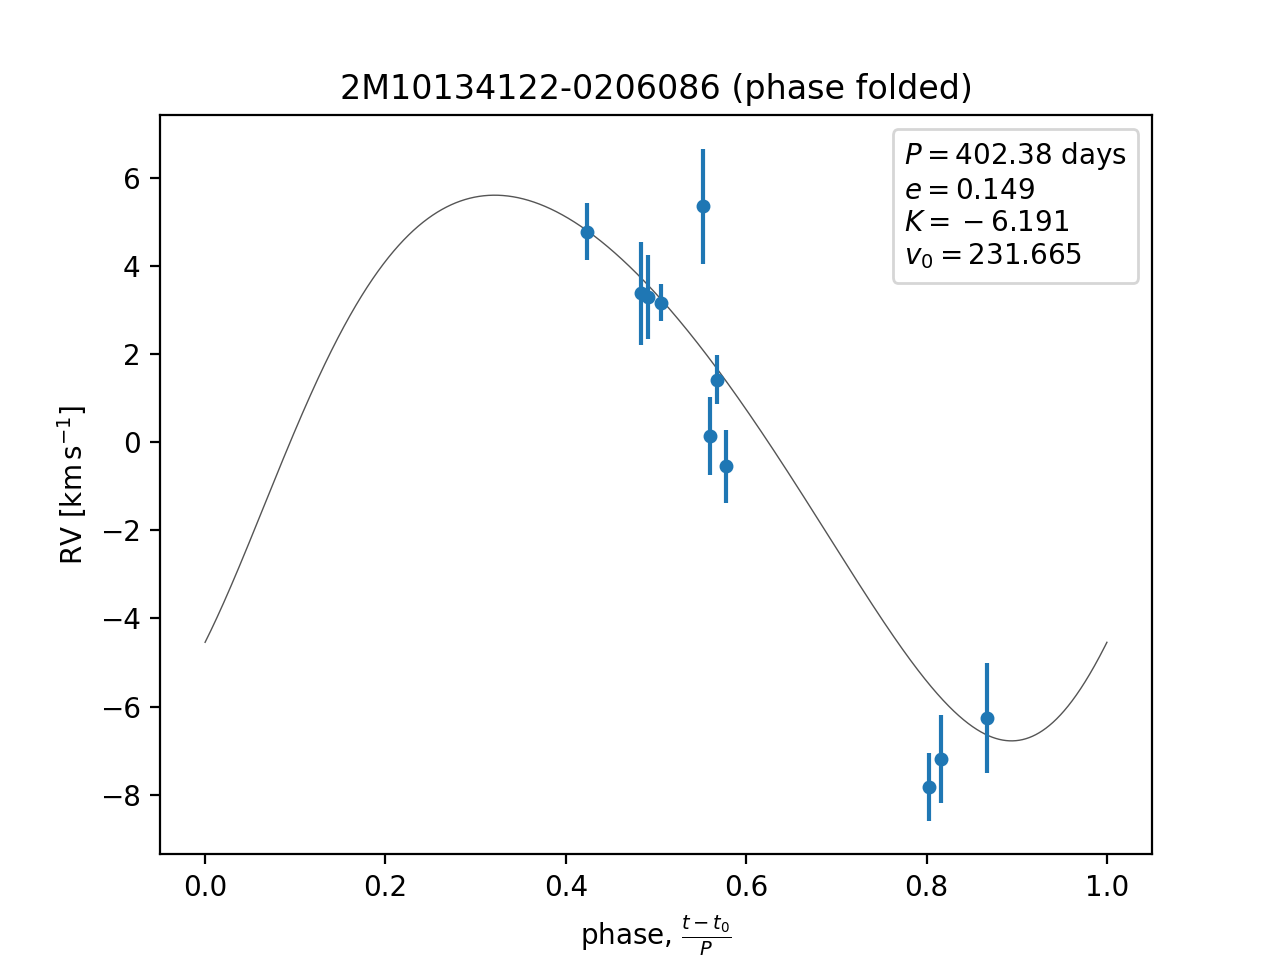 2M10134122-0206086 (phase folded)
P = 402.38 days
e = 0.149
K = −6.191
v₀ = 231.665
RV [km s⁻¹]
6
4
2
0
−2
−4
−6
−8
0.0 0.2 0.4 0.6 0.8 1.0
phase, (t − t₀)/P